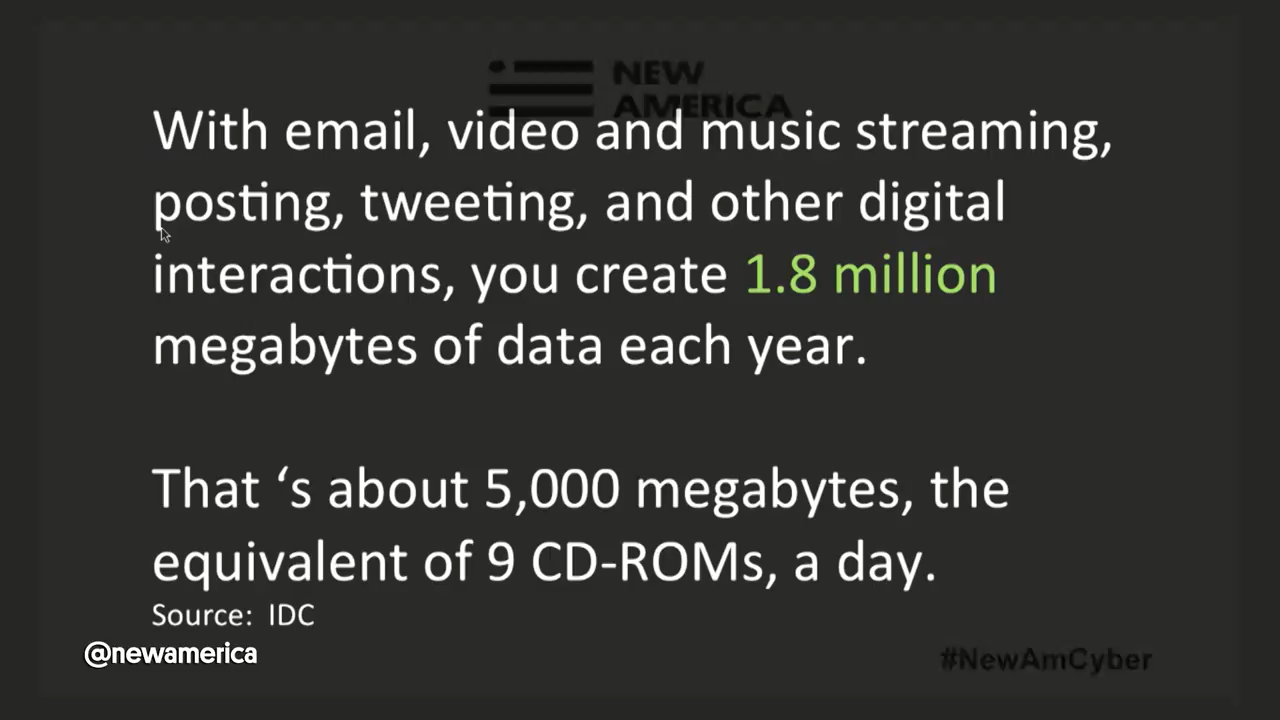 NEW
AMERICA
With email, video and music streaming,
posting, tweeting, and other digital
interactions, you create 1.8 million
megabytes of data each year.
That ‘s about 5,000 megabytes, the
equivalent of 9 CD-ROMs, a day.
Source: IDC
@newamerica
#NewAmCyber